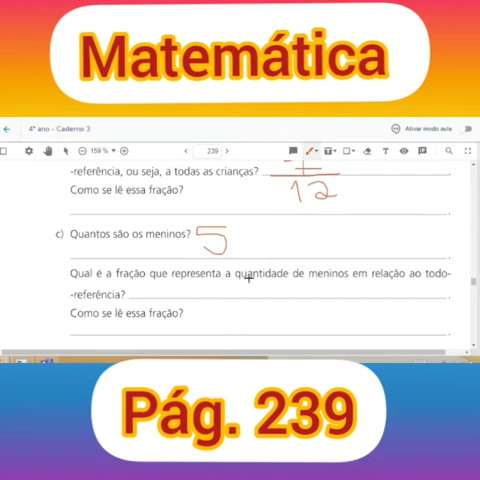 Matemática
4º ano - Caderno 3
159 %
239
Ativar modo aula
-referência, ou seja, a todas as crianças?
12
Como se lê essa fração?
c) Quantos são os meninos? 5
Qual é a fração que representa a quantidade de meninos em relação ao todo-
-referência?
Como se lê essa fração?
Pág. 239